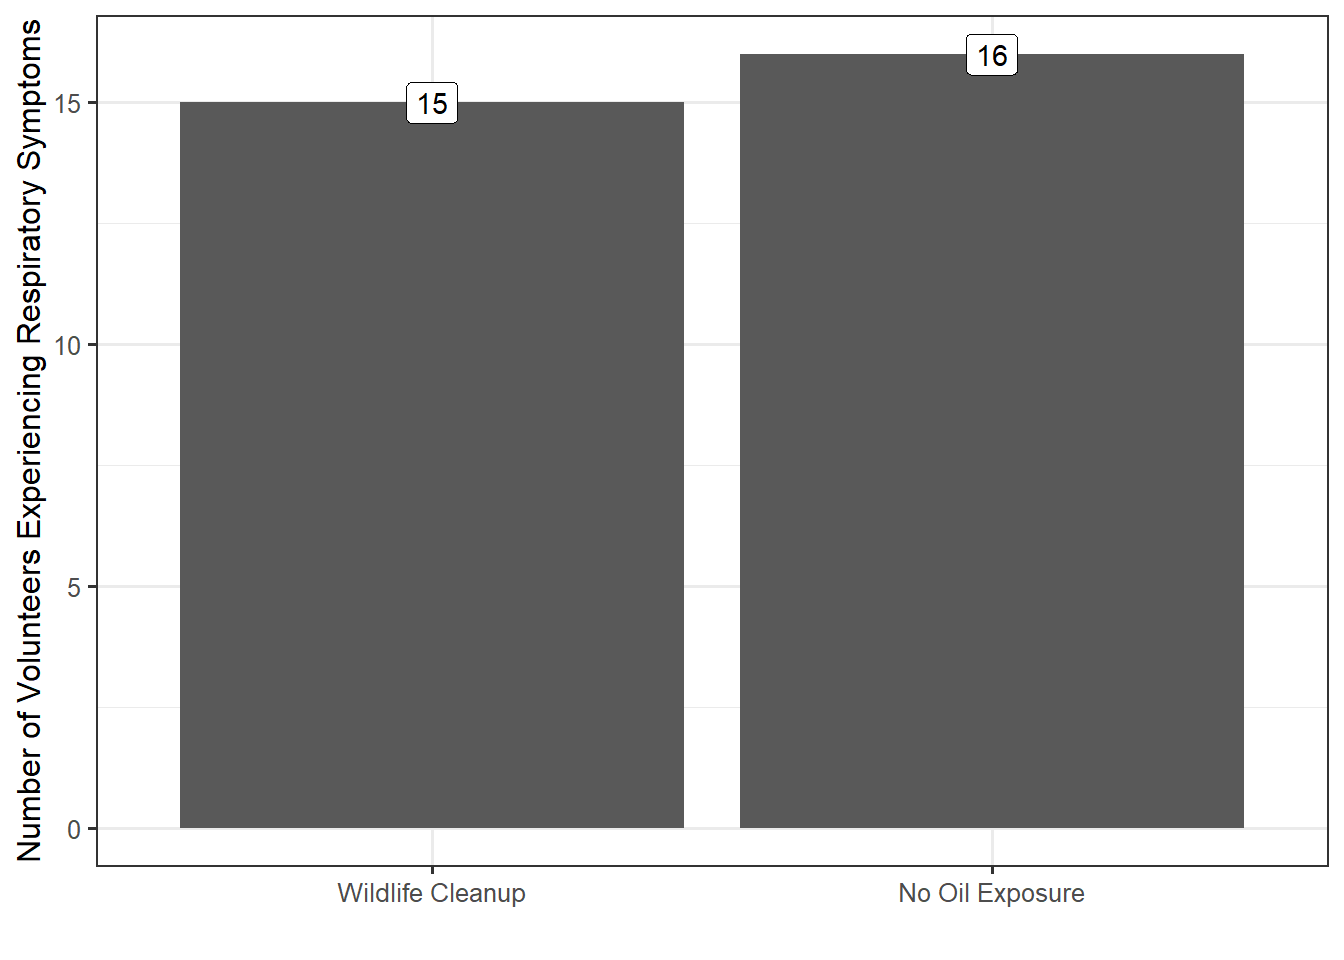 Number of Volunteers Experiencing Respiratory Symptoms
15
10
5
0
15
16
Wildlife Cleanup
No Oil Exposure